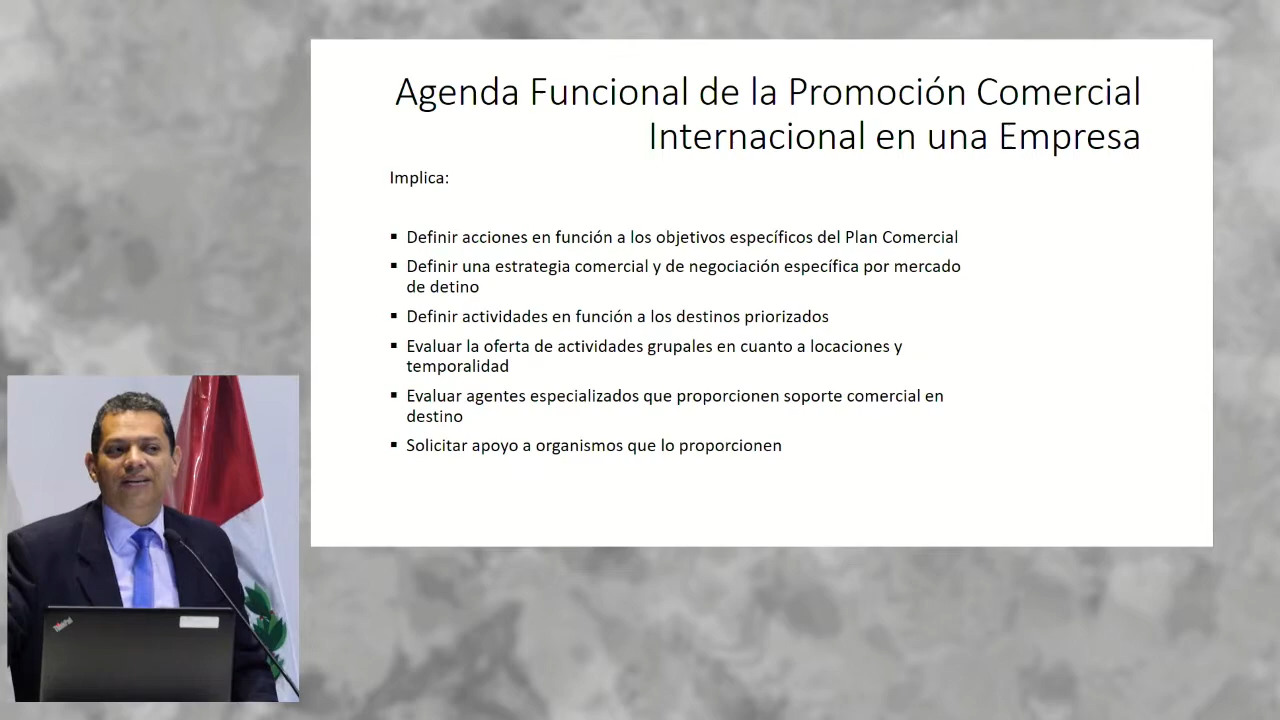 Agenda Funcional de la Promoción Comercial
Internacional en una Empresa
Implica:
▪ Definir acciones en función a los objetivos específicos del Plan Comercial
▪ Definir una estrategia comercial y de negociación específica por mercado
de detino
▪ Definir actividades en función a los destinos priorizados
▪ Evaluar la oferta de actividades grupales en cuanto a locaciones y
temporalidad
▪ Evaluar agentes especializados que proporcionen soporte comercial en
destino
▪ Solicitar apoyo a organismos que lo proporcionen
ThinkPad